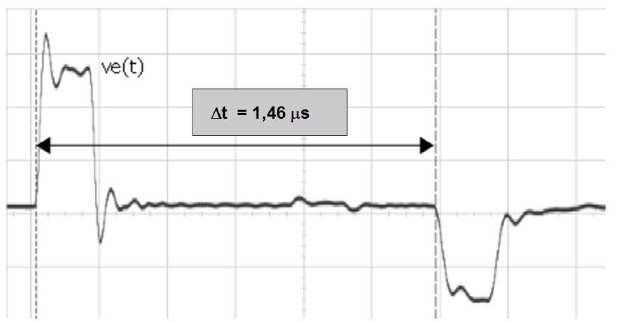 ve(t)
Δt = 1,46 μs